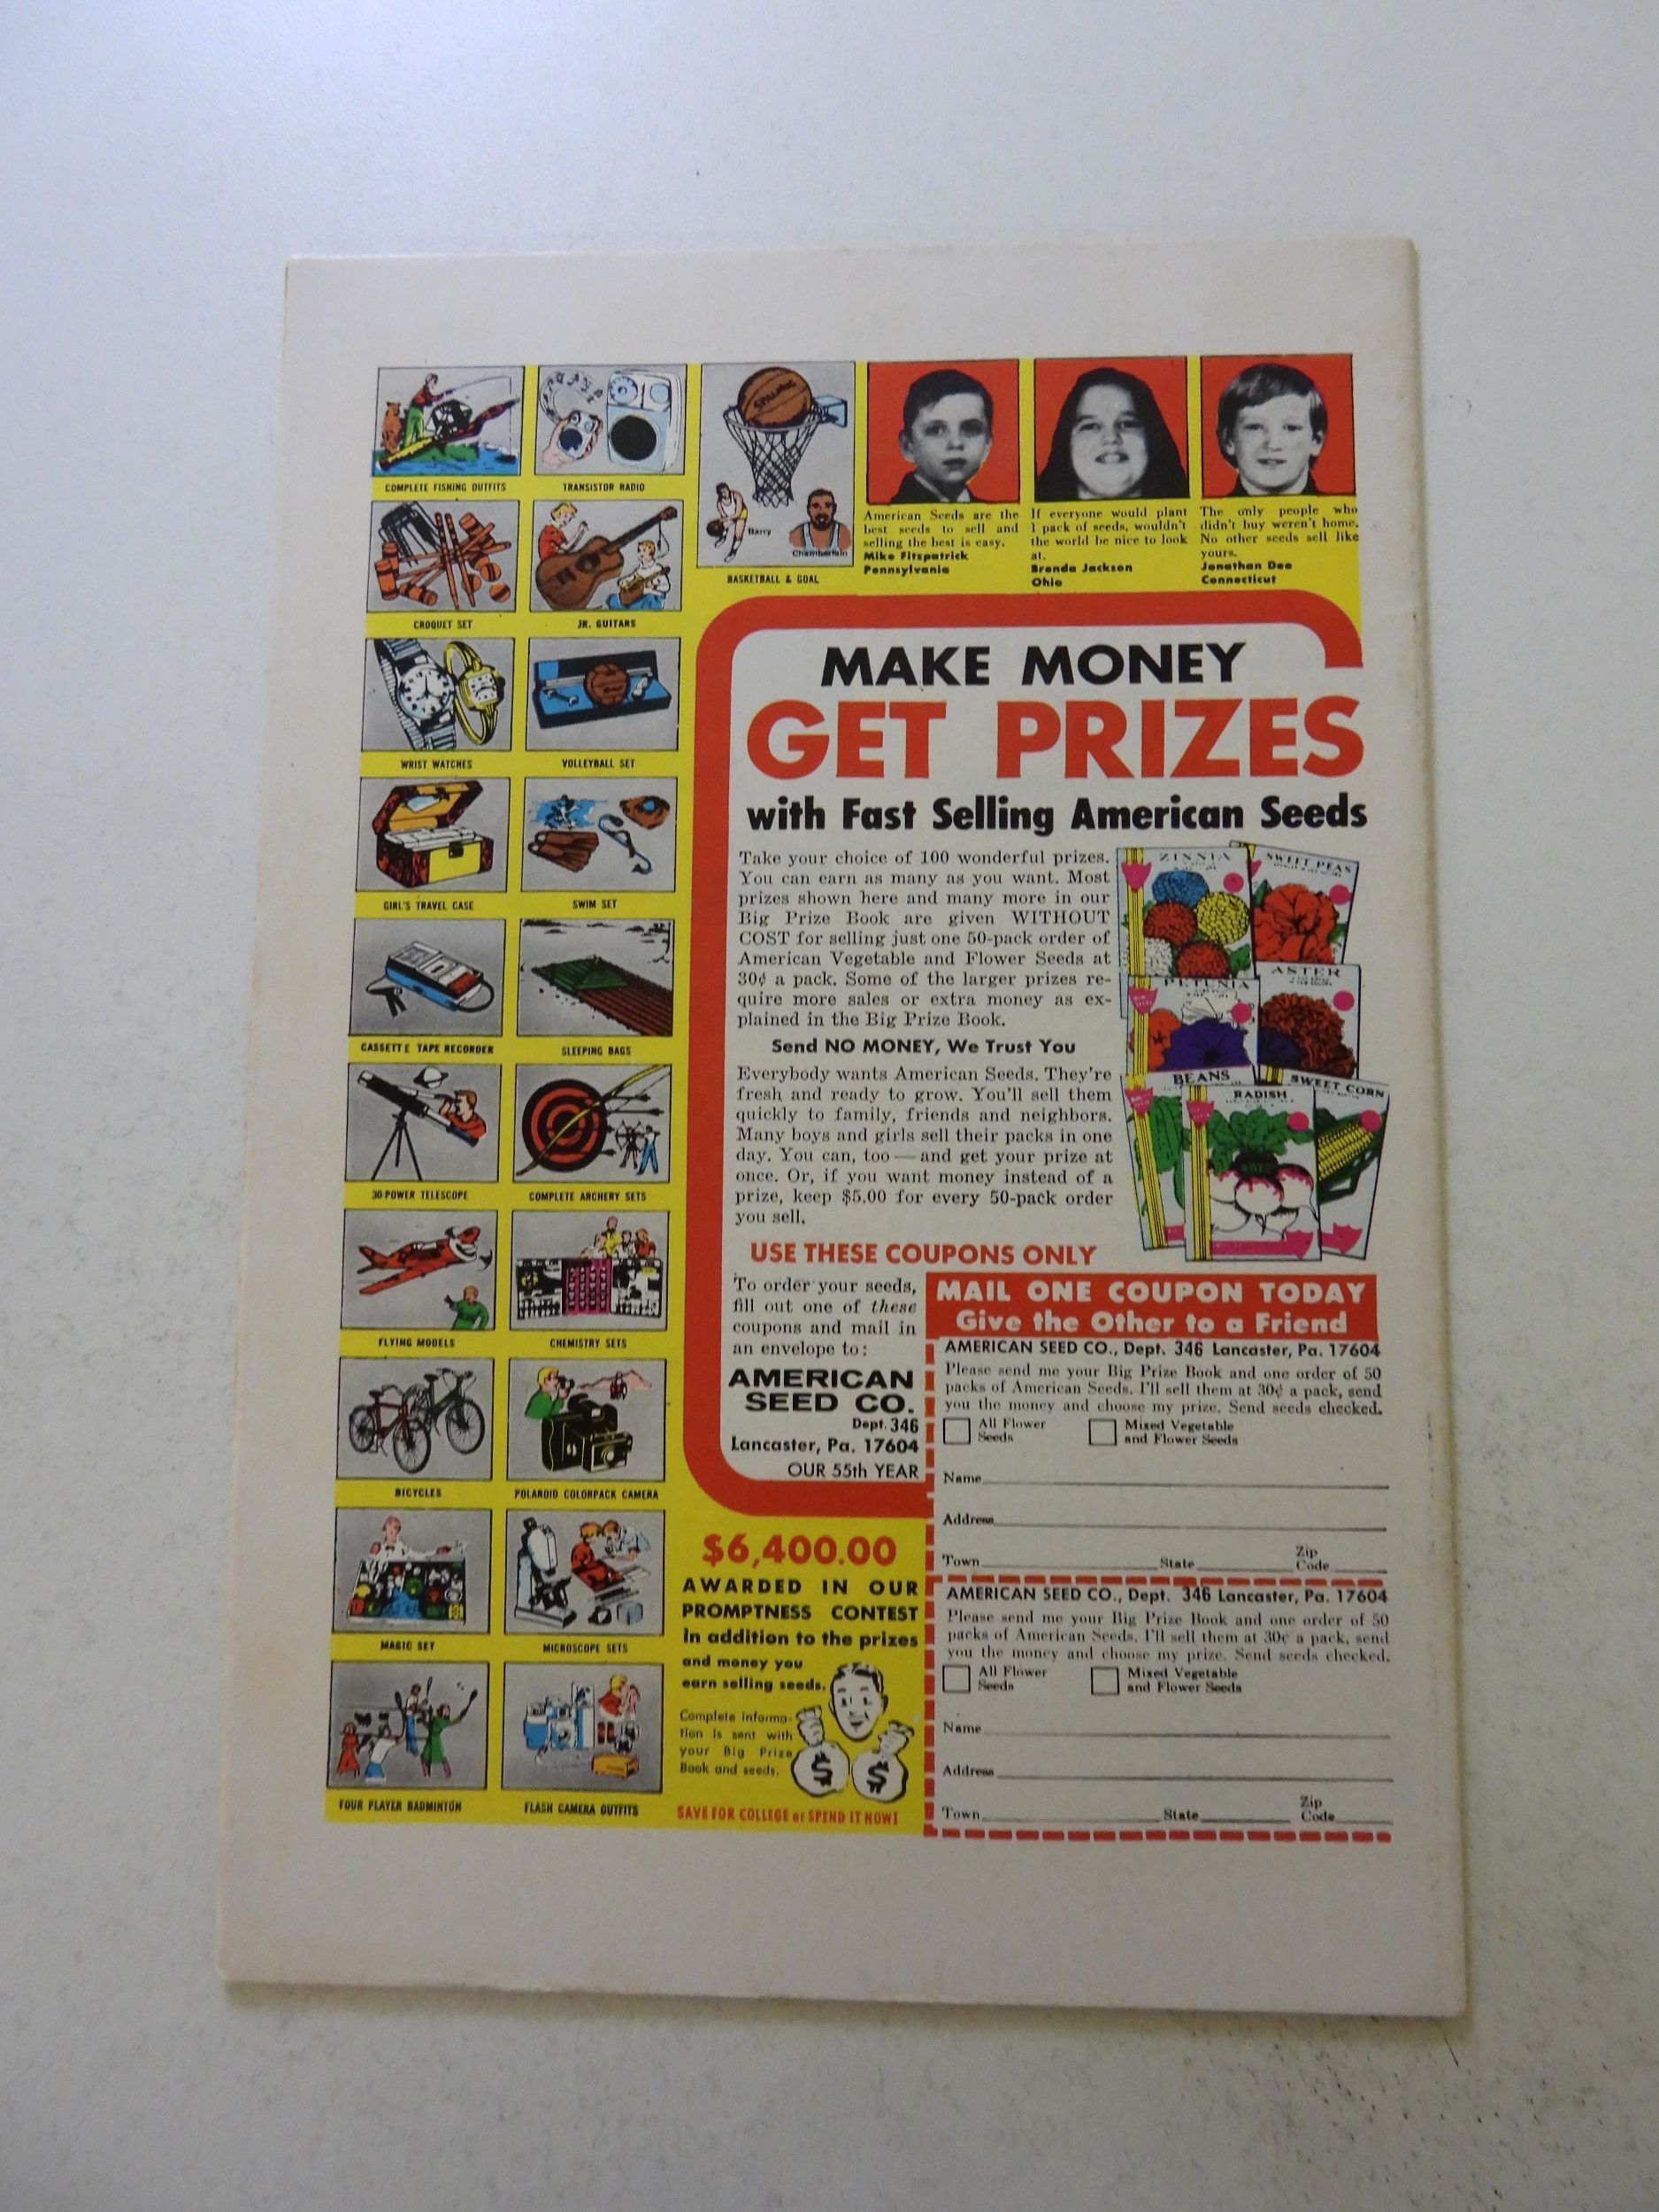 COMPLETE FISHING OUTFITS
TRANSISTOR RADIO
SPALDING
Barry
Chamberlain
BASKETBALL & GOAL
American Seeds are the
best seeds to sell and
selling the best is easy.
Mike Fitzpatrick
Pennsylvania
If everyone would plant
1 pack of seeds, wouldn't
the world be nice to look
at.
Brenda Jackson
Ohio
The only people who
didn't buy weren't home.
No other seeds sell like
yours.
Jonathan Dee
Connecticut
CROQUET SET
JR. GUITARS
WRIST WATCHES
VOLLEYBALL SET
GIRL'S TRAVEL CASE
SWIM SET
CASSETTE TAPE RECORDER
SLEEPING BAGS
30-POWER TELESCOPE
COMPLETE ARCHERY SETS
FLYING MODELS
CHEMISTRY SETS
BICYCLES
POLAROID COLORPACK CAMERA
MAGIC SET
MICROSCOPE SETS
FOUR PLAYER BADMINTON
FLASH CAMERA OUTFITS
MAKE MONEY
GET PRIZES
with Fast Selling American Seeds
Take your choice of 100 wonderful prizes.
You can earn as many as you want. Most
prizes shown here and many more in our
Big Prize Book are given WITHOUT
COST for selling just one 50-pack order of
American Vegetable and Flower Seeds at
30¢ a pack. Some of the larger prizes re-
quire more sales or extra money as ex-
plained in the Big Prize Book.
Send NO MONEY, We Trust You
Everybody wants American Seeds. They're
fresh and ready to grow. You'll sell them
quickly to family, friends and neighbors.
Many boys and girls sell their packs in one
day. You can, too — and get your prize at
once. Or, if you want money instead of a
prize, keep $5.00 for every 50-pack order
you sell.
ZINNIA
SWEET PEAS
PETUNIA
ASTER
BEANS
SWEET CORN
RADISH
USE THESE COUPONS ONLY
To order your seeds,
fill out one of these
coupons and mail in
an envelope to:
AMERICAN
SEED CO.
Dept. 346
Lancaster, Pa. 17604
OUR 55th YEAR
MAIL ONE COUPON TODAY
Give the Other to a Friend
AMERICAN SEED CO., Dept. 346 Lancaster, Pa. 17604
Please send me your Big Prize Book and one order of 50
packs of American Seeds. I'll sell them at 30¢ a pack, send
you the money and choose my prize. Send seeds checked.
All Flower
Seeds
Mixed Vegetable
and Flower Seeds
Name
Address
Town State Zip Code
AMERICAN SEED CO., Dept. 346 Lancaster, Pa. 17604
Please send me your Big Prize Book and one order of 50
packs of American Seeds. I'll sell them at 30¢ a pack, send
you the money and choose my prize. Send seeds checked.
All Flower
Seeds
Mixed Vegetable
and Flower Seeds
Name
Address
Town State Zip Code
$6,400.00
AWARDED IN OUR
PROMPTNESS CONTEST
in addition to the prizes
and money you
earn selling seeds.
Complete informa-
tion is sent with
your Big Prize
Book and seeds.
$ $
SAVE FOR COLLEGE or SPEND IT NOW!